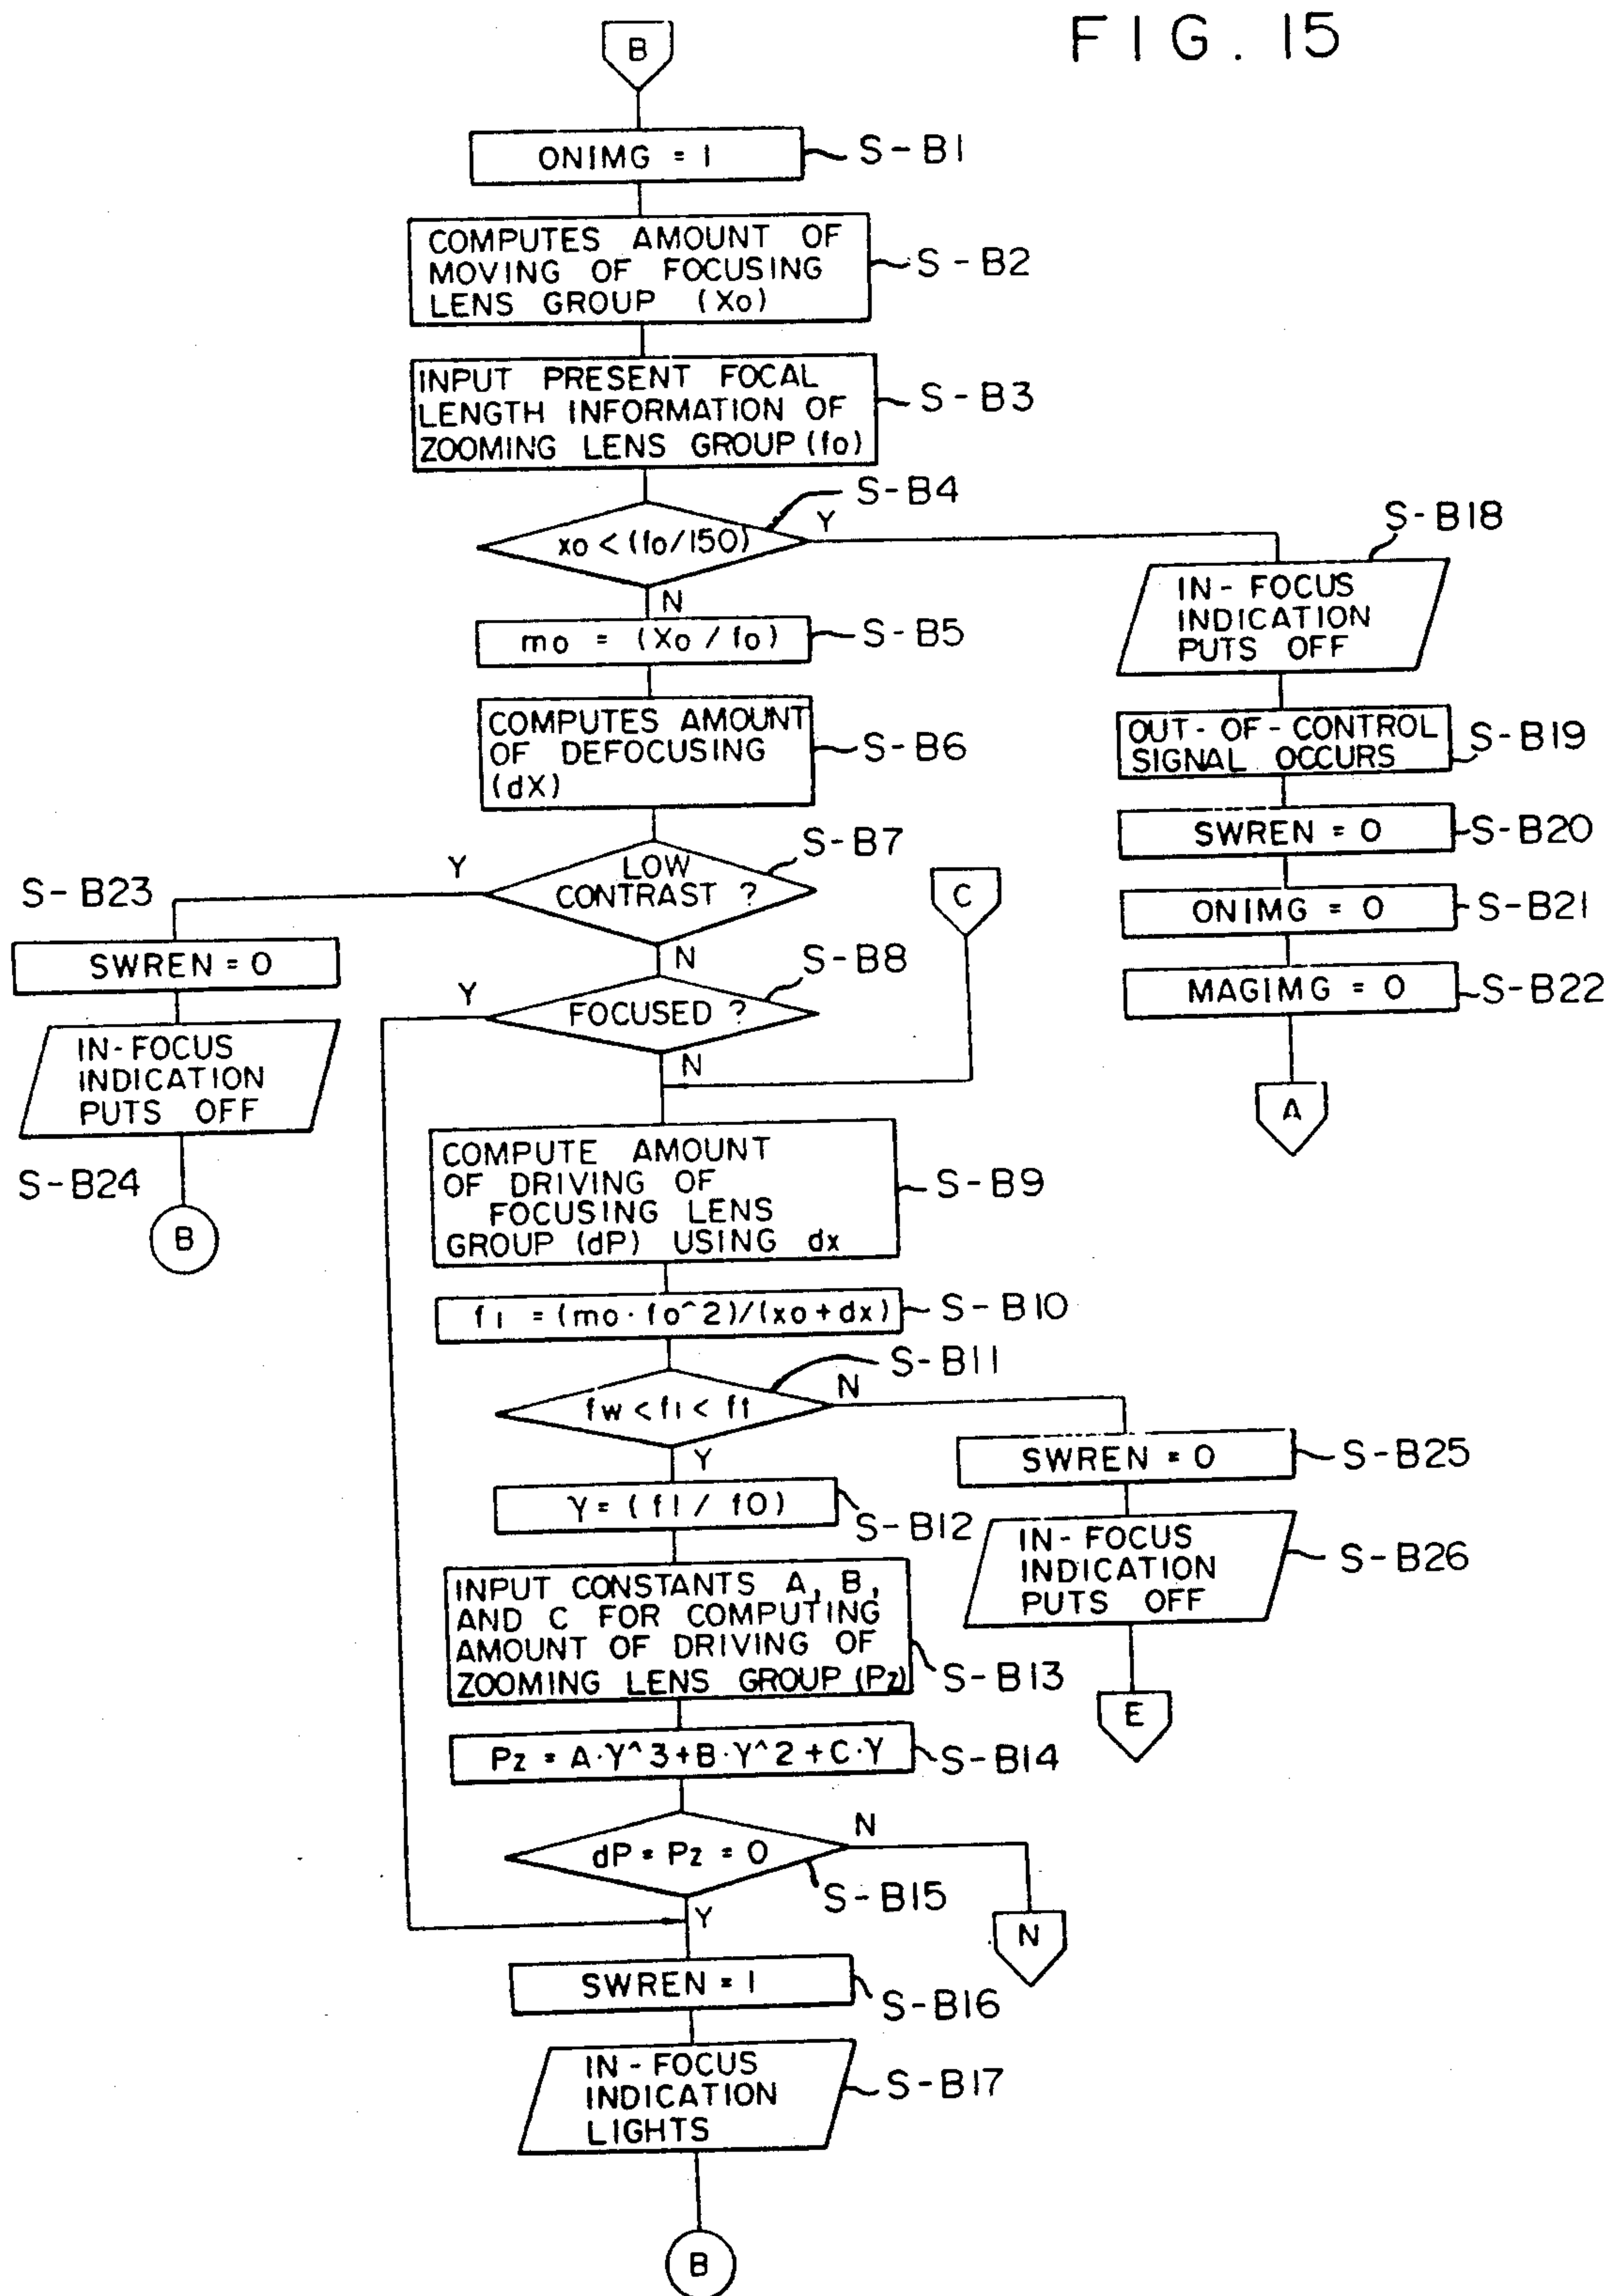 FIG. 15
B
ONIMG = 1
S-B1
COMPUTES AMOUNT OF
MOVING OF FOCUSING
LENS GROUP (Xo)
S-B2
INPUT PRESENT FOCAL
LENGTH INFORMATION OF
ZOOMING LENS GROUP (fo)
S-B3
S-B4
xo < (fo/150)
Y
N
S-B18
IN-FOCUS
INDICATION
PUTS OFF
mo = (Xo / fo)
S-B5
COMPUTES AMOUNT
OF DEFOCUSING
(dX)
S-B6
OUT-OF-CONTROL
SIGNAL OCCURS
S-B19
SWREN = 0
S-B20
ONIMG = 0
S-B21
MAGIMG = 0
S-B22
A
S-B7
LOW
CONTRAST ?
Y
N
C
S-B23
SWREN = 0
IN-FOCUS
INDICATION
PUTS OFF
S-B24
B
S-B8
FOCUSED ?
Y
N
COMPUTE AMOUNT
OF DRIVING OF
FOCUSING LENS
GROUP (dP) USING dx
S-B9
f1 = (mo · fo^2)/(xo + dx)
S-B10
S-B11
fw < f1 < ft
N
Y
SWREN = 0
S-B25
IN-FOCUS
INDICATION
PUTS OFF
S-B26
E
γ = (f1 / f0)
S-B12
INPUT CONSTANTS A, B,
AND C FOR COMPUTING
AMOUNT OF DRIVING OF
ZOOMING LENS GROUP (Pz)
S-B13
Pz = A·γ^3+B·γ^2+C·γ
S-B14
dP = Pz = 0
N
S-B15
Y
N
SWREN = 1
S-B16
IN-FOCUS
INDICATION
LIGHTS
S-B17
B